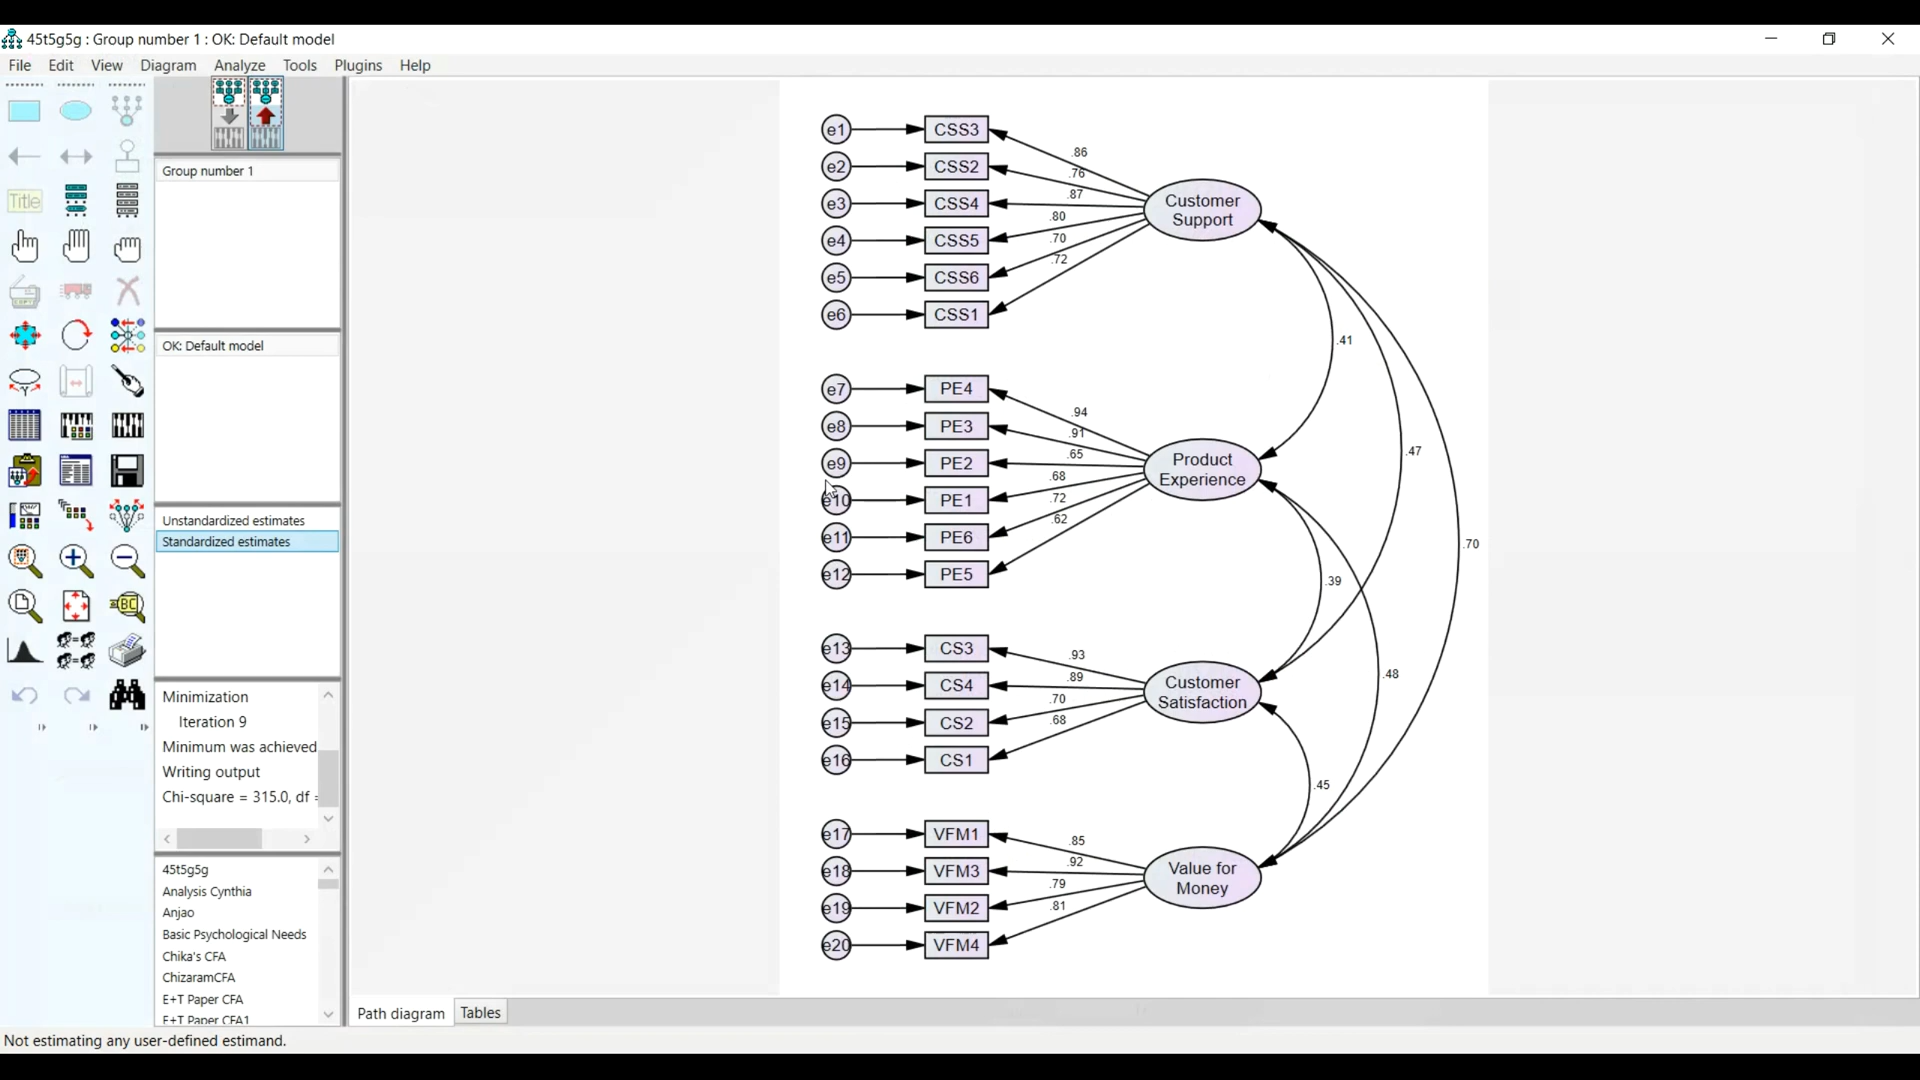 45t5g5g : Group number 1 : OK: Default model
File Edit View Diagram Analyze Tools Plugins Help
Title
Group number 1
OK: Default model
Unstandardized estimates
Standardized estimates
Minimization
Iteration 9
Minimum was achieved
Writing output
Chi-square = 315.0, df =
45t5g5g
Analysis Cynthia
Anjao
Basic Psychological Needs
Chika's CFA
ChizaramCFA
E+T Paper CFA
E+T Paper CFA1
e1 CSS3 .86
e2 CSS2 .76
e3 CSS4 .87
e4 CSS5 .80
e5 CSS6 .70
e6 CSS1 .72
Customer
Support
.41
e7 PE4 .94
e8 PE3 .91
e9 PE2 .65
e10 PE1 .68
e11 PE6 .72
e12 PE5 .62
Product
Experience
.47
.70
.39
e13 CS3 .93
e14 CS4 .89
e15 CS2 .70
e16 CS1 .68
Customer
Satisfaction
.48
.45
e17 VFM1 .85
e18 VFM3 .92
e19 VFM2 .79
e20 VFM4 .81
Value for
Money
Path diagram Tables
Not estimating any user-defined estimand.